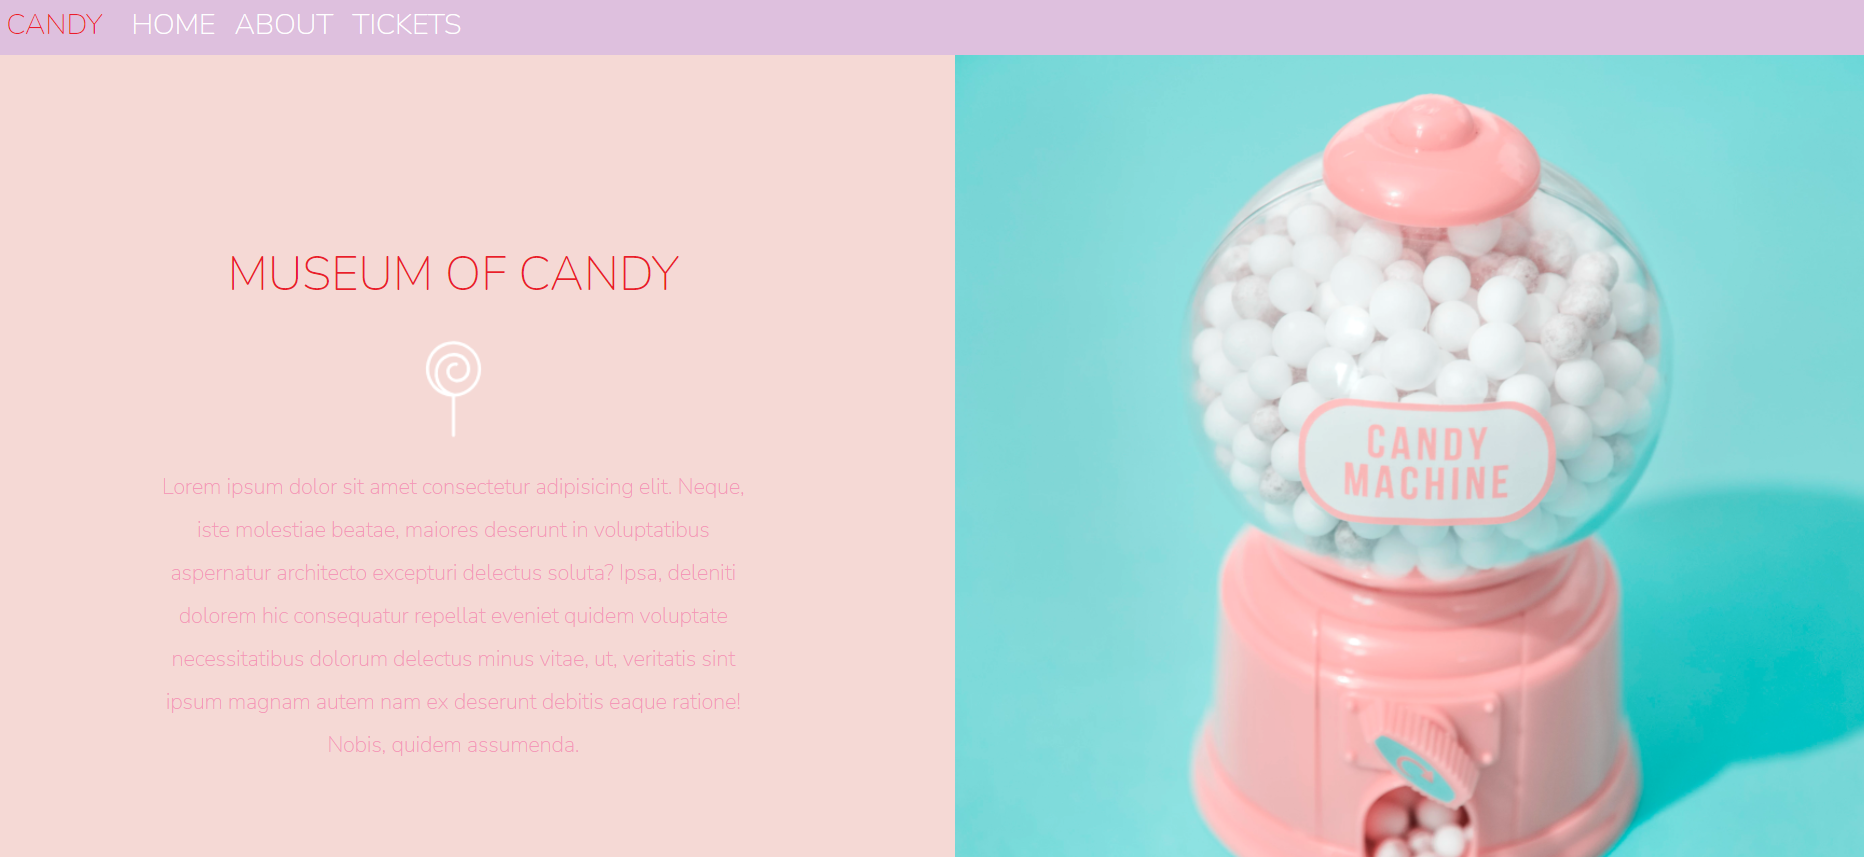 CANDY HOME ABOUT TICKETS
MUSEUM OF CANDY
Lorem ipsum dolor sit amet consectetur adipisicing elit. Neque,
iste molestiae beatae, maiores deserunt in voluptatibus
aspernatur architecto excepturi delectus soluta? Ipsa, deleniti
dolorem hic consequatur repellat eveniet quidem voluptate
necessitatibus dolorum delectus minus vitae, ut, veritatis sint
ipsum magnam autem nam ex deserunt debitis eaque ratione!
Nobis, quidem assumenda.
CANDY
MACHINE